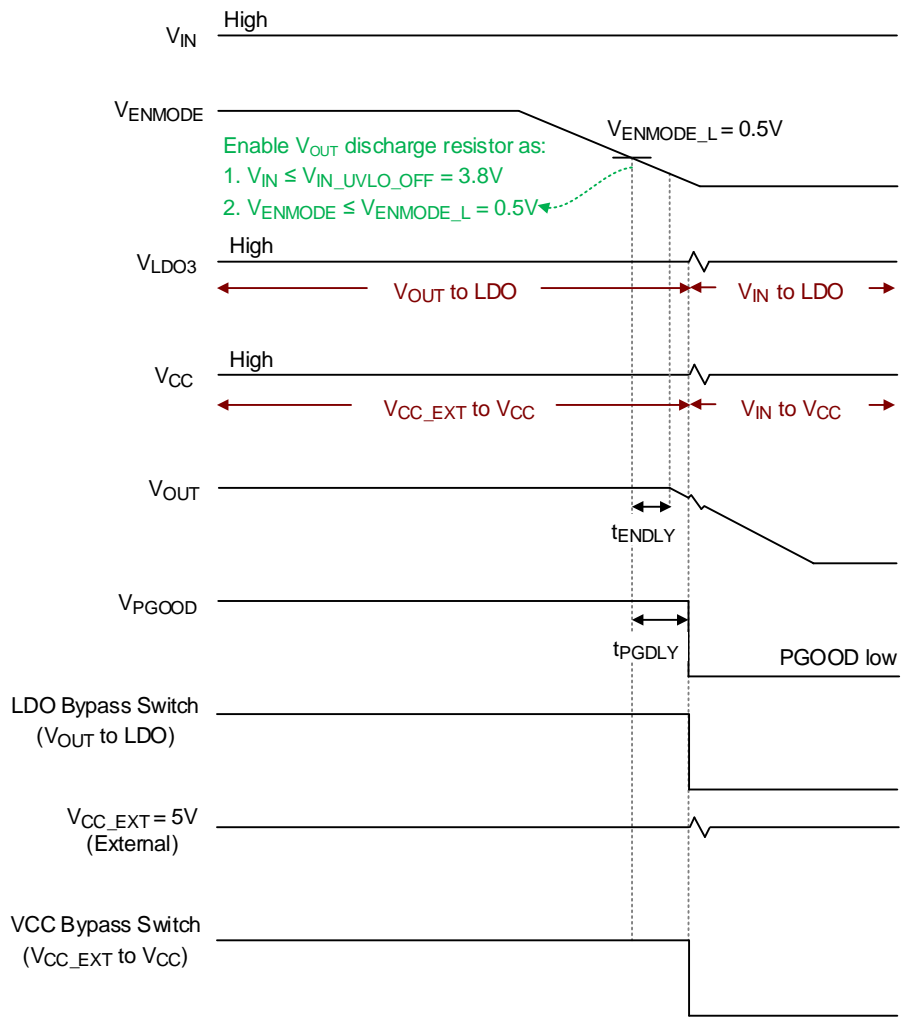 High
VIN
VENMODE
VENMODE_L = 0.5V
Enable VOUT discharge resistor as:
1. VIN ≤ VIN_UVLO_OFF = 3.8V
2. VENMODE ≤ VENMODE_L = 0.5V
High
VLDO3
VOUT to LDO
VIN to LDO
High
VCC
VCC_EXT to VCC
VIN to VCC
VOUT
tENDLY
VPGOOD
tPGDLY
PGOOD low
LDO Bypass Switch
(VOUT to LDO)
VCC_EXT = 5V
(External)
VCC Bypass Switch
(VCC_EXT to VCC)